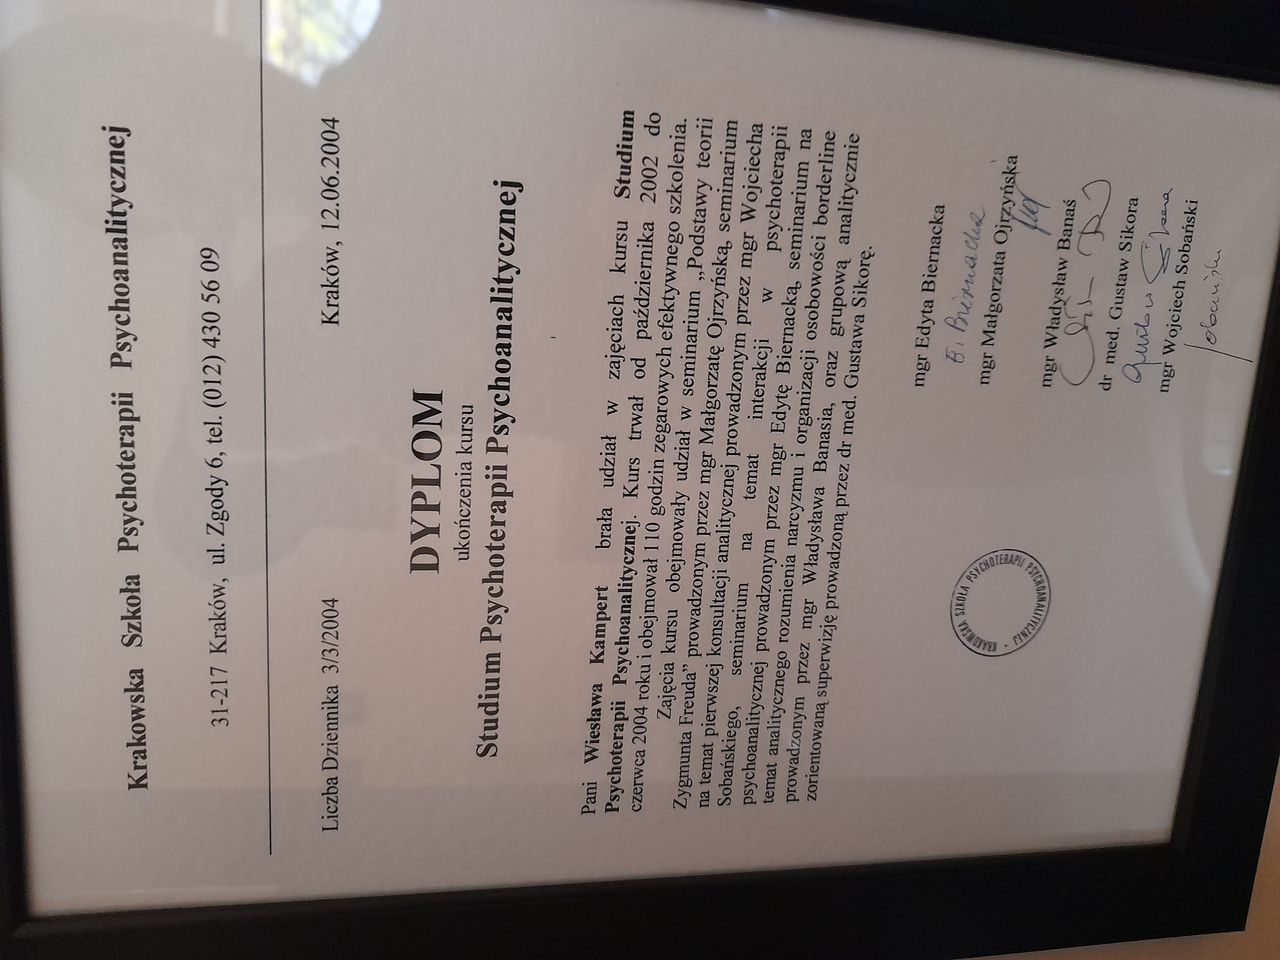 Krakowska Szkoła Psychoterapii Psychoanalitycznej
31-217 Kraków, ul. Zgody 6, tel. (012) 430 56 09
Liczba Dziennika 3/3/2004 Kraków, 12.06.2004
DYPLOM
ukończenia kursu
Studium Psychoterapii Psychoanalitycznej
Pani Wiesława Kampert brała udział w zajęciach kursu Studium
Psychoterapii Psychoanalitycznej. Kurs trwał od października 2002 do
czerwca 2004 roku i obejmował 110 godzin zegarowych efektywnego szkolenia.
Zajęcia kursu obejmowały udział w seminarium „Podstawy teorii
Zygmunta Freuda” prowadzonym przez mgr Małgorzatę Ojrzyńską, seminarium
na temat pierwszej konsultacji analitycznej prowadzonym przez mgr Wojciecha
Sobańskiego, seminarium na temat interakcji w psychoterapii
psychoanalitycznej prowadzonym przez mgr Edytę Biernacką, seminarium na
temat analitycznego rozumienia narcyzmu i organizacji osobowości borderline
prowadzonym przez mgr Władysława Banasia, oraz grupową analitycznie
zorientowaną superwizję prowadzoną przez dr med. Gustawa Sikorę.
mgr Edyta Biernacka
E. Biernacka
mgr Małgorzata Ojrzyńska
mgr Władysław Banaś
dr med. Gustaw Sikora
Gustaw Sikora
mgr Wojciech Sobański
Sobański
KRAKOWSKA SZKOŁA PSYCHOTERAPII PSYCHOANALITYCZNEJ